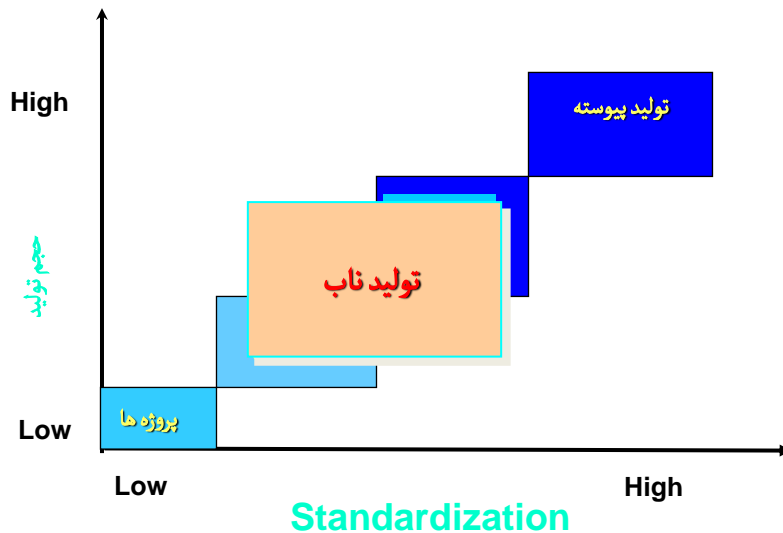 High
تولید پیوسته
حجم تولید
تولید ناب
پروژه ها
Low
Low
High
Standardization